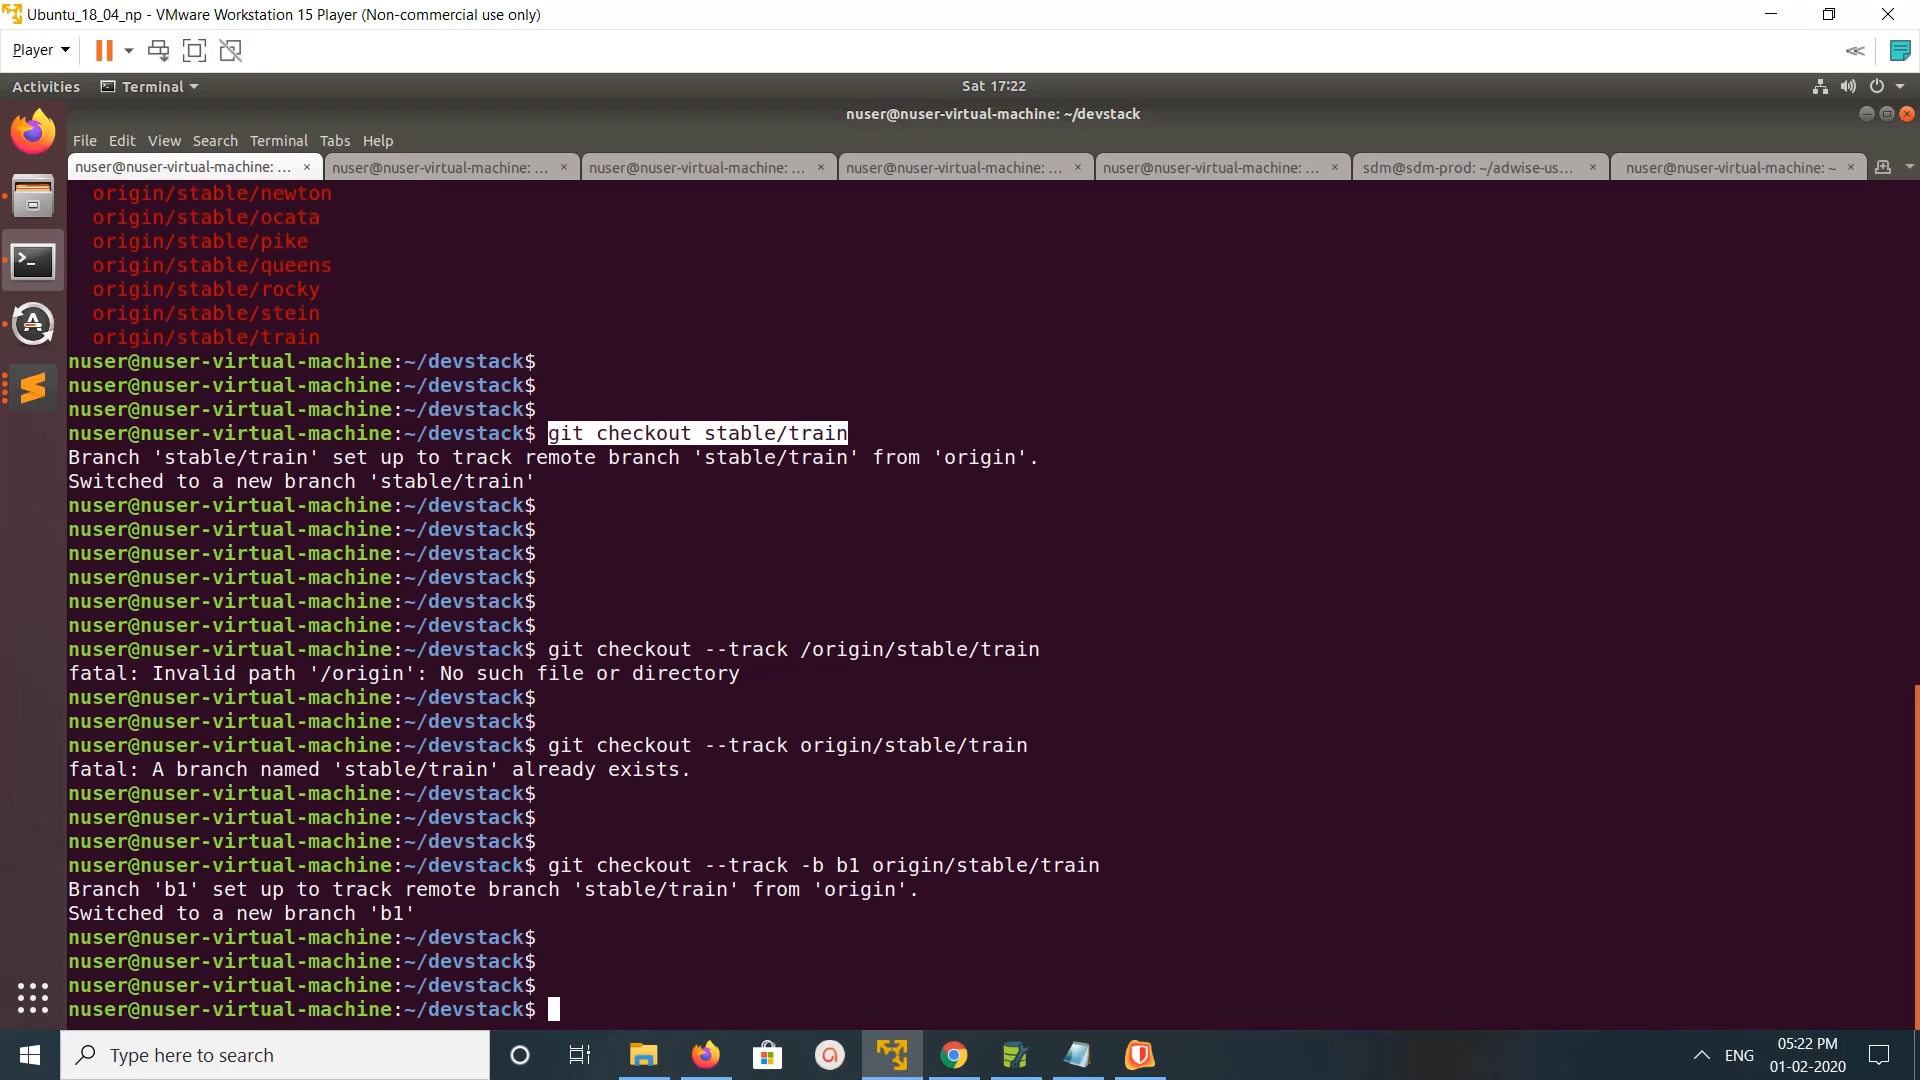 Ubuntu_18_04_np - VMware Workstation 15 Player (Non-commercial use only)
Player
Activities Terminal Sat 17:22
nuser@nuser-virtual-machine: ~/devstack
File Edit View Search Terminal Tabs Help
nuser@nuser-virtual-machine: ... × nuser@nuser-virtual-machine: ... × nuser@nuser-virtual-machine: ... × nuser@nuser-virtual-machine: ... × nuser@nuser-virtual-machine: ... × sdm@sdm-prod: ~/adwise-us... × nuser@nuser-virtual-machine: ~ ×
origin/stable/newton
origin/stable/ocata
origin/stable/pike
origin/stable/queens
origin/stable/rocky
origin/stable/stein
origin/stable/train
nuser@nuser-virtual-machine:~/devstack$
nuser@nuser-virtual-machine:~/devstack$
nuser@nuser-virtual-machine:~/devstack$
nuser@nuser-virtual-machine:~/devstack$ git checkout stable/train
Branch 'stable/train' set up to track remote branch 'stable/train' from 'origin'.
Switched to a new branch 'stable/train'
nuser@nuser-virtual-machine:~/devstack$
nuser@nuser-virtual-machine:~/devstack$
nuser@nuser-virtual-machine:~/devstack$
nuser@nuser-virtual-machine:~/devstack$
nuser@nuser-virtual-machine:~/devstack$
nuser@nuser-virtual-machine:~/devstack$
nuser@nuser-virtual-machine:~/devstack$ git checkout --track /origin/stable/train
fatal: Invalid path '/origin': No such file or directory
nuser@nuser-virtual-machine:~/devstack$
nuser@nuser-virtual-machine:~/devstack$
nuser@nuser-virtual-machine:~/devstack$ git checkout --track origin/stable/train
fatal: A branch named 'stable/train' already exists.
nuser@nuser-virtual-machine:~/devstack$
nuser@nuser-virtual-machine:~/devstack$
nuser@nuser-virtual-machine:~/devstack$
nuser@nuser-virtual-machine:~/devstack$ git checkout --track -b b1 origin/stable/train
Branch 'b1' set up to track remote branch 'stable/train' from 'origin'.
Switched to a new branch 'b1'
nuser@nuser-virtual-machine:~/devstack$
nuser@nuser-virtual-machine:~/devstack$
nuser@nuser-virtual-machine:~/devstack$
nuser@nuser-virtual-machine:~/devstack$
Type here to search
ENG
05:22 PM
01-02-2020